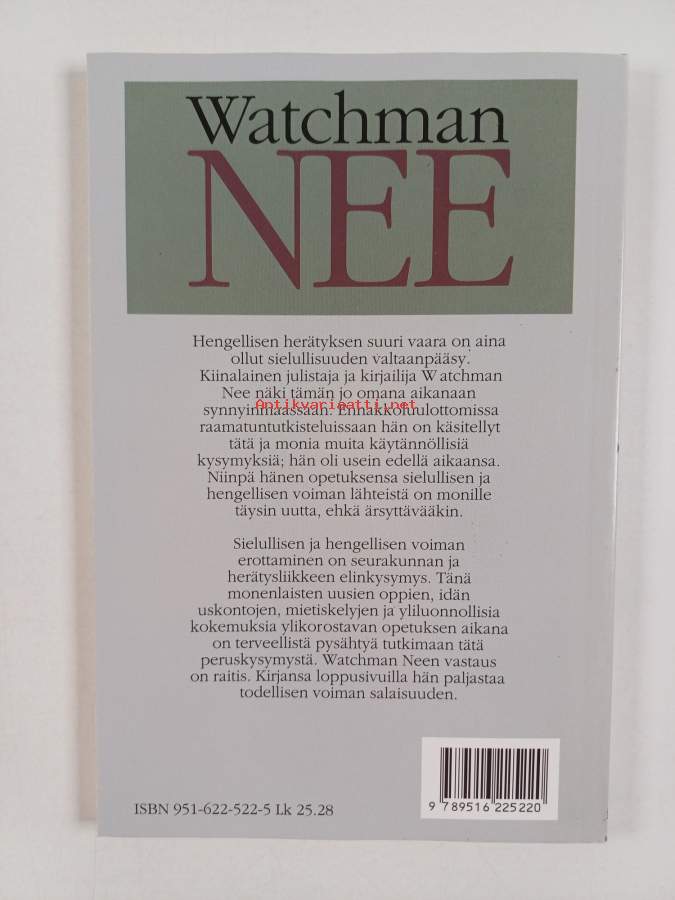 Watchman
NEE
Hengellisen herätyksen suuri vaara on aina
ollut sielullisuuden valtaanpääsy.
Kiinalainen julistaja ja kirjailija Watchman
Nee näki tämän jo omana aikanaan
Antikvariaatti.net
synnyinmaassaan. Ennakkoluulottomissa
raamatuntutkisteluissaan hän on käsitellyt
tätä ja monia muita käytännöllisiä
kysymyksiä; hän oli usein edellä aikaansa.
Niinpä hänen opetuksensa sielullisen ja
hengellisen voiman lähteistä on monille
täysin uutta, ehkä ärsyttävääkin.
Sielullisen ja hengellisen voiman
erottaminen on seurakunnan ja
herätysliikkeen elinkysymys. Tänä
monenlaisten uusien oppien, idän
uskontojen, mietiskelyjen ja yliluonnollisia
kokemuksia ylikorostavan opetuksen aikana
on terveellistä pysähtyä tutkimaan tätä
peruskysymystä. Watchman Neen vastaus
on raitis. Kirjansa loppusivuilla hän paljastaa
todellisen voiman salaisuuden.
ISBN 951-622-522-5 Lk 25.28
9 789516 225220